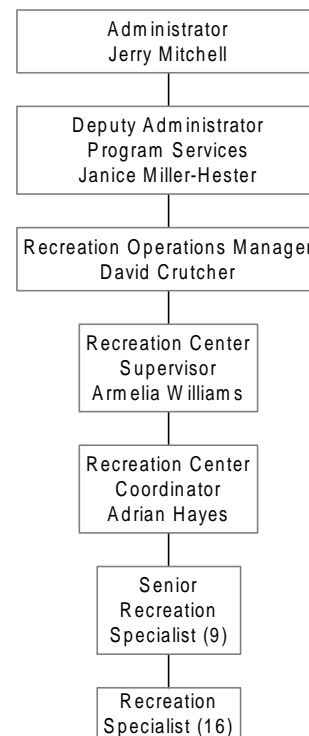 Administrator
Jerry Mitchell
Deputy Administrator
Program Services
Janice Miller-Hester
Recreation Operations Manager
David Crutcher
Recreation Center
Supervisor
Armelia Williams
Recreation Center
Coordinator
Adrian Hayes
Senior
Recreation
Specialist (9)
Recreation
Specialist (16)